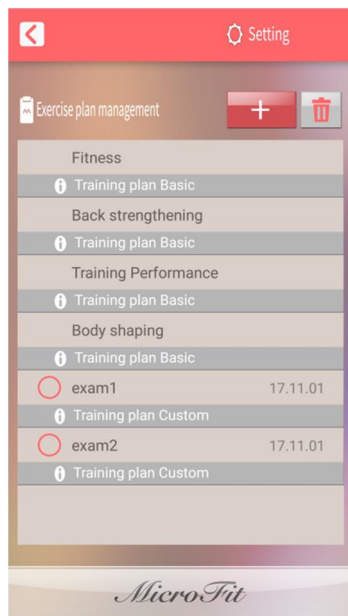 Setting
Exercise plan management
Fitness
Training plan Basic
Back strengthening
Training plan Basic
Training Performance
Training plan Basic
Body shaping
Training plan Basic
exam1 17.11.01
Training plan Custom
exam2 17.11.01
Training plan Custom
MicroFit